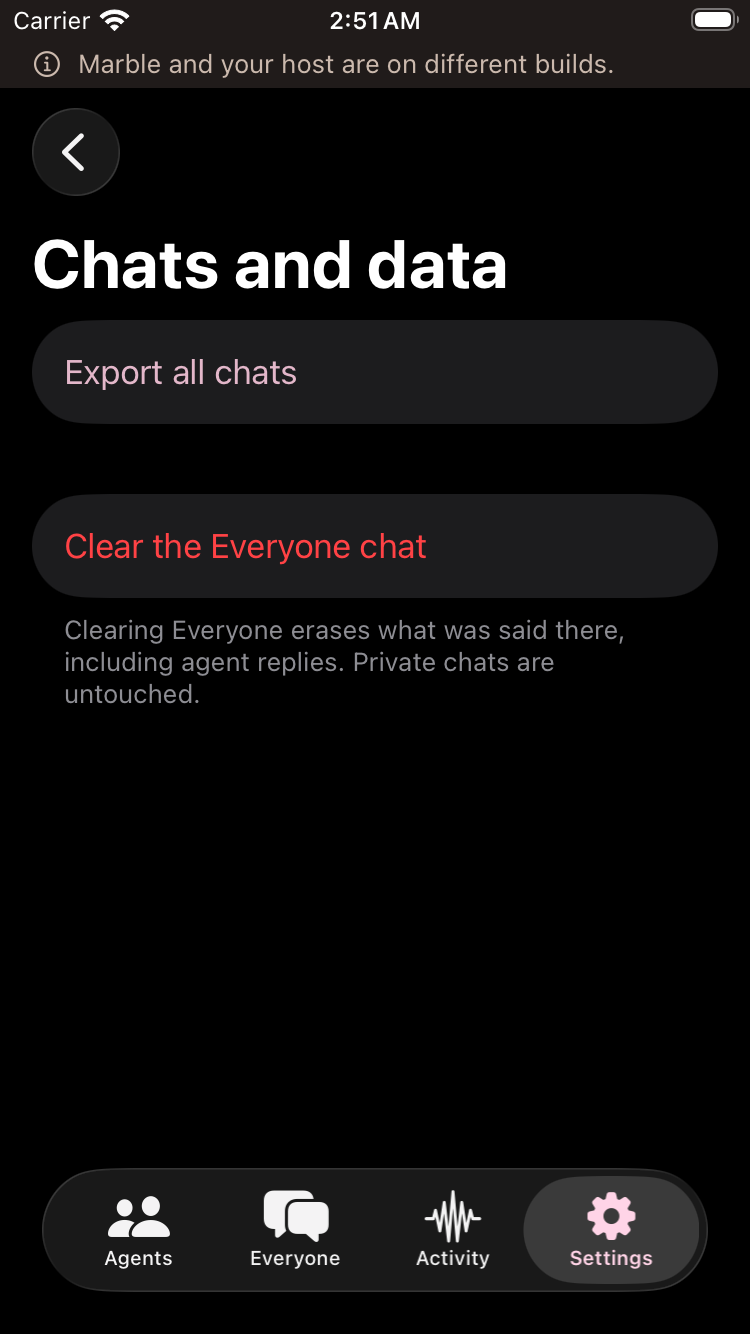 Carrier 2:51 AM
Marble and your host are on different builds.
Chats and data
Export all chats
Clear the Everyone chat
Clearing Everyone erases what was said there,
including agent replies. Private chats are
untouched.
Agents Everyone Activity Settings